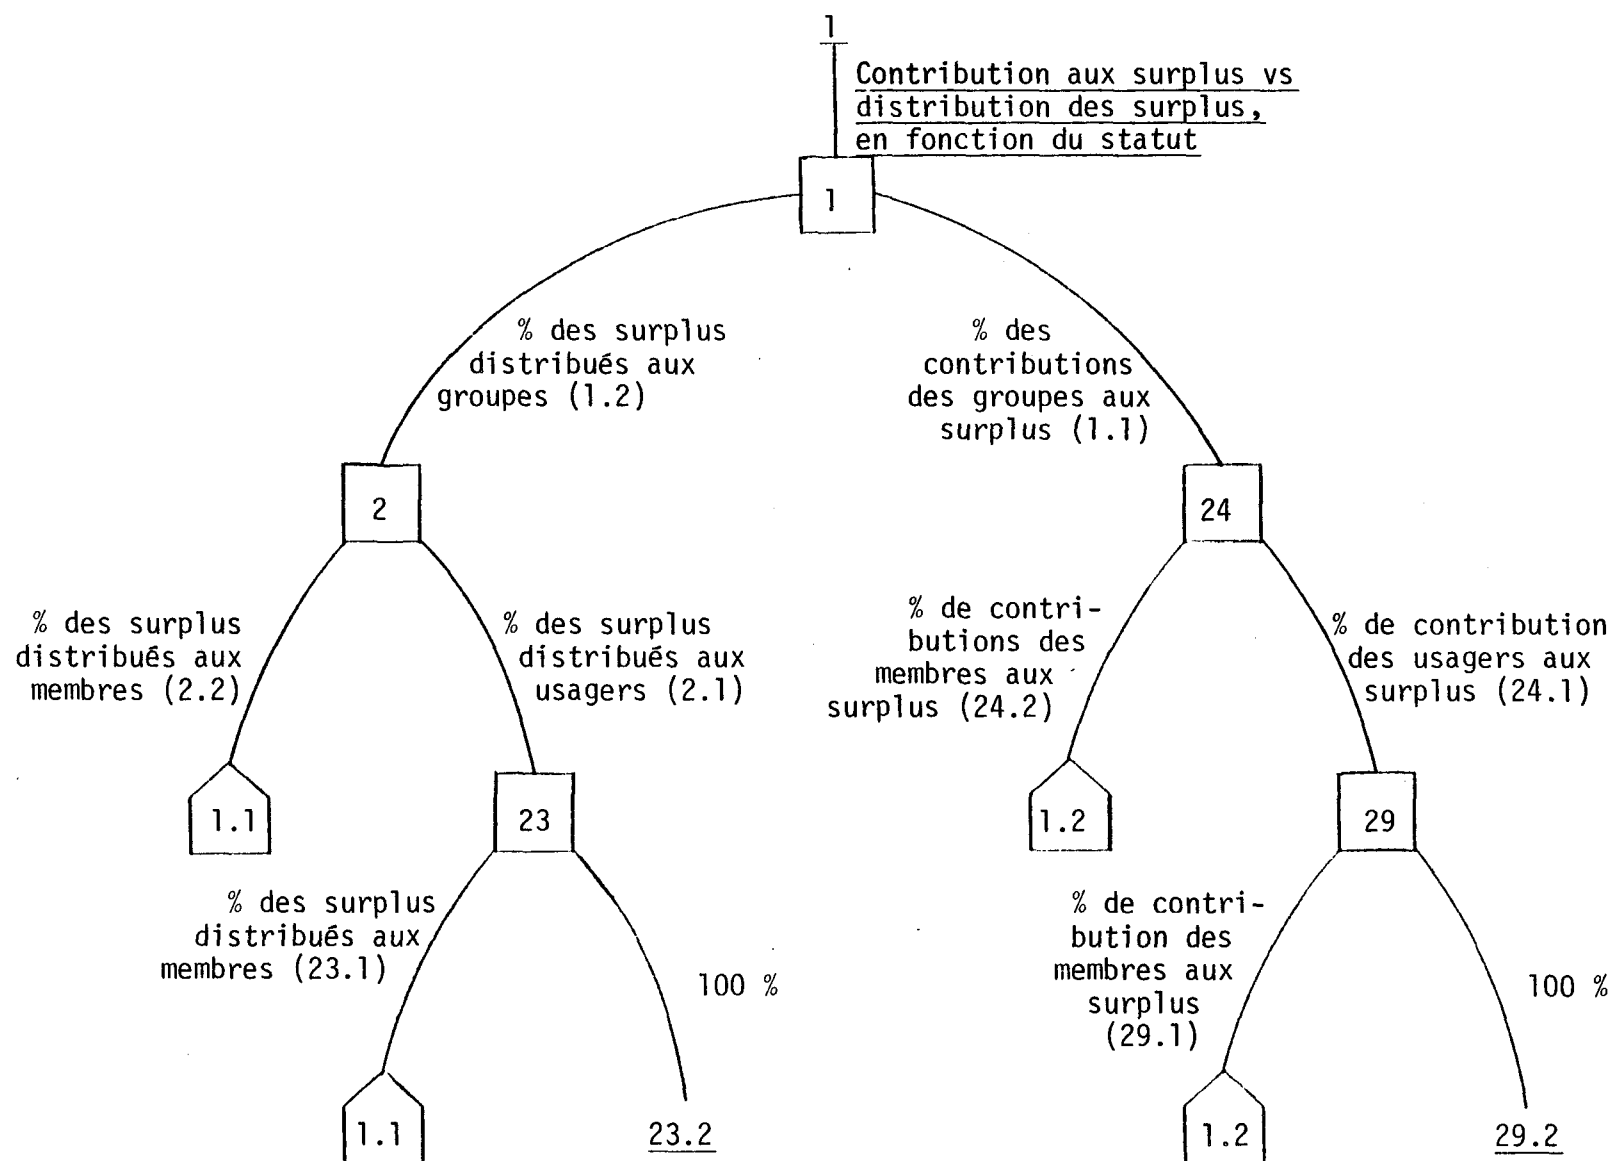 1
Contribution aux surplus vs
distribution des surplus,
en fonction du statut
1
% des surplus
distribués aux
groupes (1.2)
% des
contributions
des groupes aux
surplus (1.1)
2
24
% des surplus
distribués aux
membres (2.2)
% des surplus
distribués aux
usagers (2.1)
% de contri-
butions des
membres aux
surplus (24.2)
% de contribution
des usagers aux
surplus (24.1)
1.1
23
1.2
29
% des surplus
distribués aux
membres (23.1)
100 %
% de contri-
bution des
membres aux
surplus
(29.1)
100 %
1.1
23.2
1.2
29.2